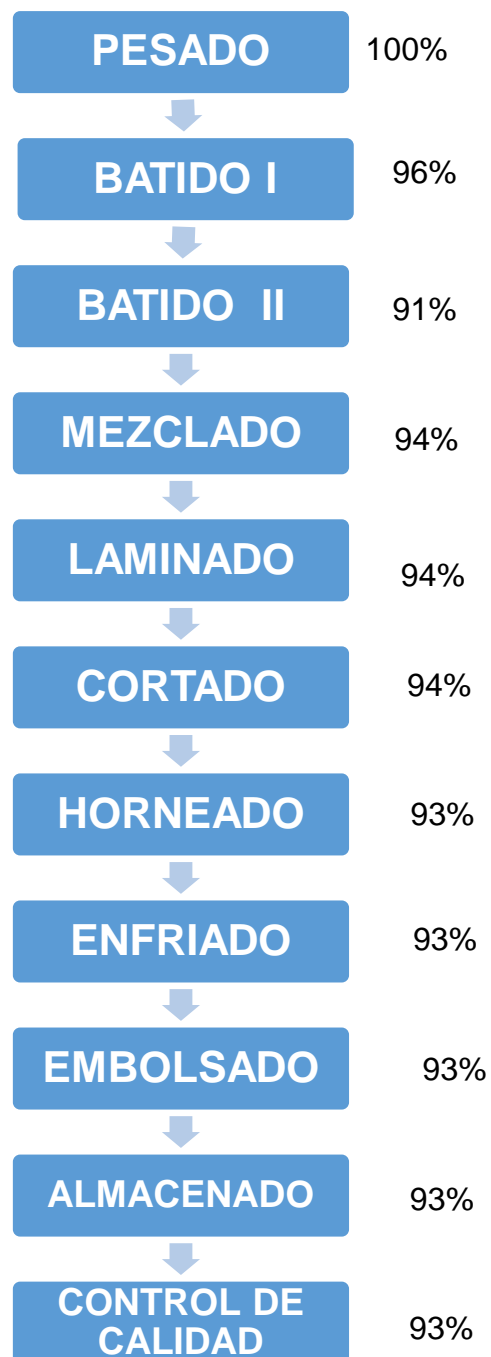 PESADO 100%
BATIDO I 96%
BATIDO II 91%
MEZCLADO 94%
LAMINADO 94%
CORTADO 94%
HORNEADO 93%
ENFRIADO 93%
EMBOLSADO 93%
ALMACENADO 93%
CONTROL DE
CALIDAD 93%